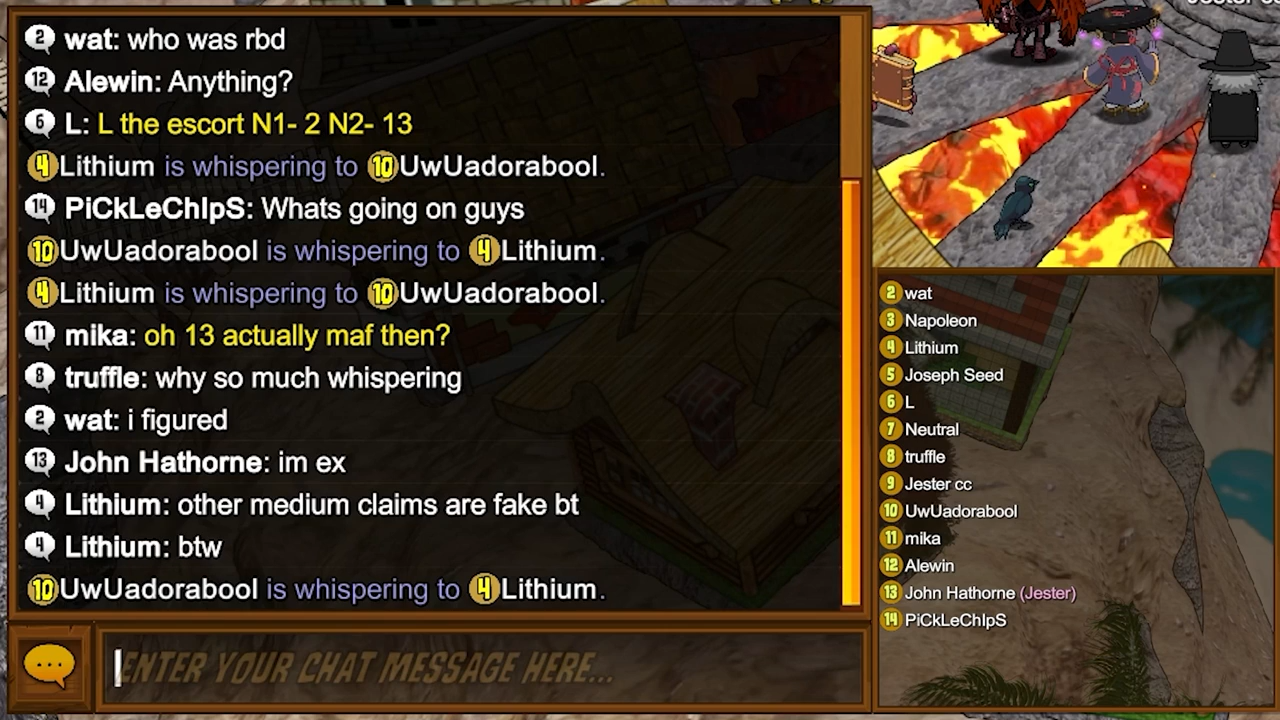 2 wat: who was rbd
12 Alewin: Anything?
6 L: L the escort N1- 2 N2- 13
4 Lithium is whispering to 10 UwUadorabool.
14 PiCkLeChIpS: Whats going on guys
10 UwUadorabool is whispering to 4 Lithium.
4 Lithium is whispering to 10 UwUadorabool.
11 mika: oh 13 actually maf then?
8 truffle: why so much whispering
2 wat: i figured
13 John Hathorne: im ex
4 Lithium: other medium claims are fake bt
4 Lithium: btw
10 UwUadorabool is whispering to 4 Lithium.
ENTER YOUR CHAT MESSAGE HERE...
2 wat
3 Napoleon
4 Lithium
5 Joseph Seed
6 L
7 Neutral
8 truffle
9 Jester cc
10 UwUadorabool
11 mika
12 Alewin
13 John Hathorne (Jester)
14 PiCkLeChIpS